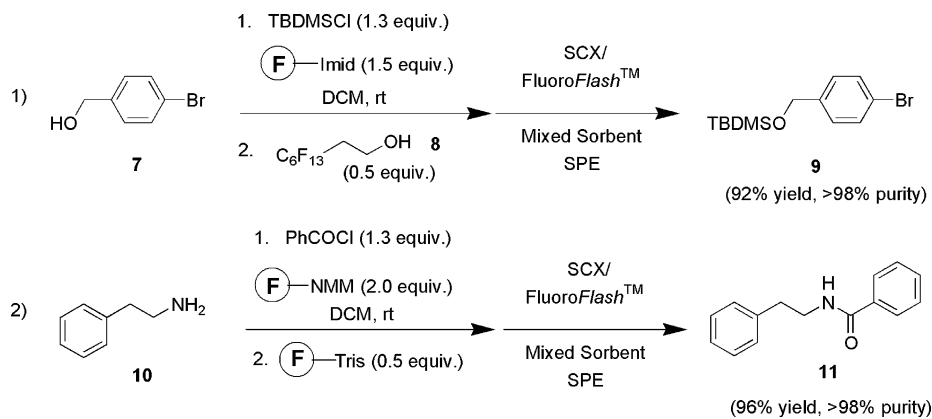 1)
HO
Br
7
1. TBDMSCl (1.3 equiv.)
F Imid (1.5 equiv.)
DCM, rt
2. C6F13 OH 8
(0.5 equiv.)
SCX/
FluoroFlash™
Mixed Sorbent
SPE
TBDMSO
Br
9
(92% yield, >98% purity)
2)
NH2
10
1. PhCOCl (1.3 equiv.)
F NMM (2.0 equiv.)
DCM, rt
2. F Tris (0.5 equiv.)
SCX/
FluoroFlash™
Mixed Sorbent
SPE
H
N
O
11
(96% yield, >98% purity)